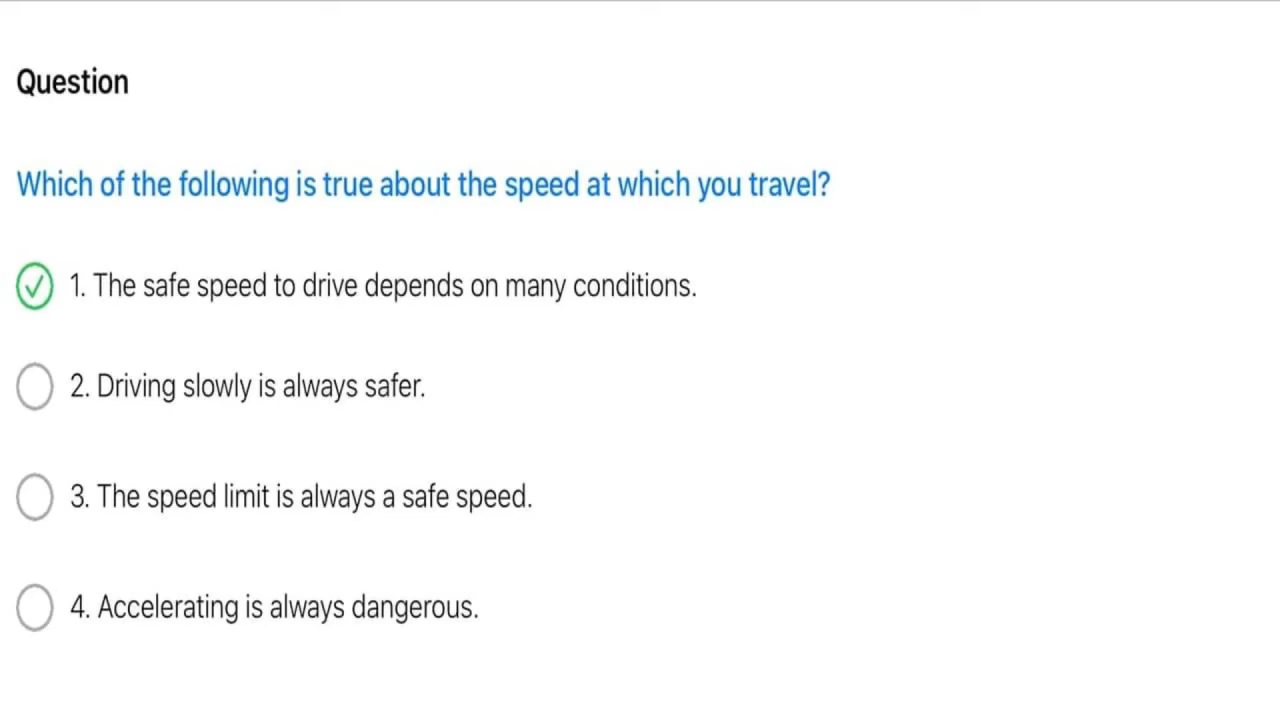 Question
Which of the following is true about the speed at which you travel?
1. The safe speed to drive depends on many conditions.
2. Driving slowly is always safer.
3. The speed limit is always a safe speed.
4. Accelerating is always dangerous.